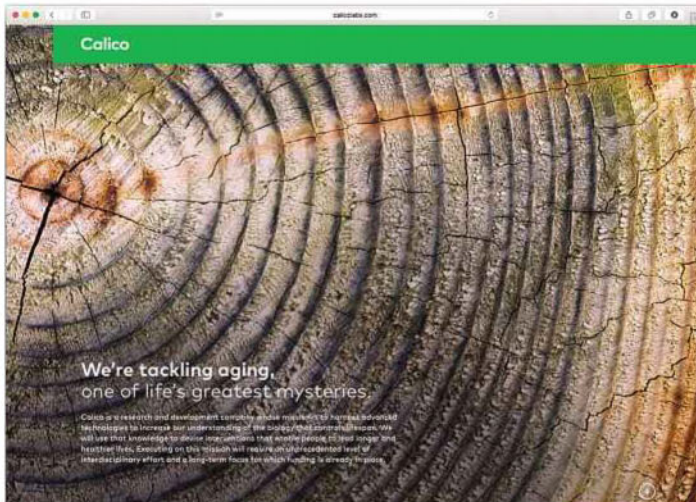 calicolabs.com
Calico
We're tackling aging,
one of life's greatest mysteries.
Calico is a research and development company whose mission is to harness advanced
technologies to increase our understanding of the biology that controls lifespan. We
will use that knowledge to devise interventions that enable people to lead longer and
healthier lives. Executing on this mission will require an unprecedented level of
interdisciplinary effort and a long-term focus for which funding is already in place.